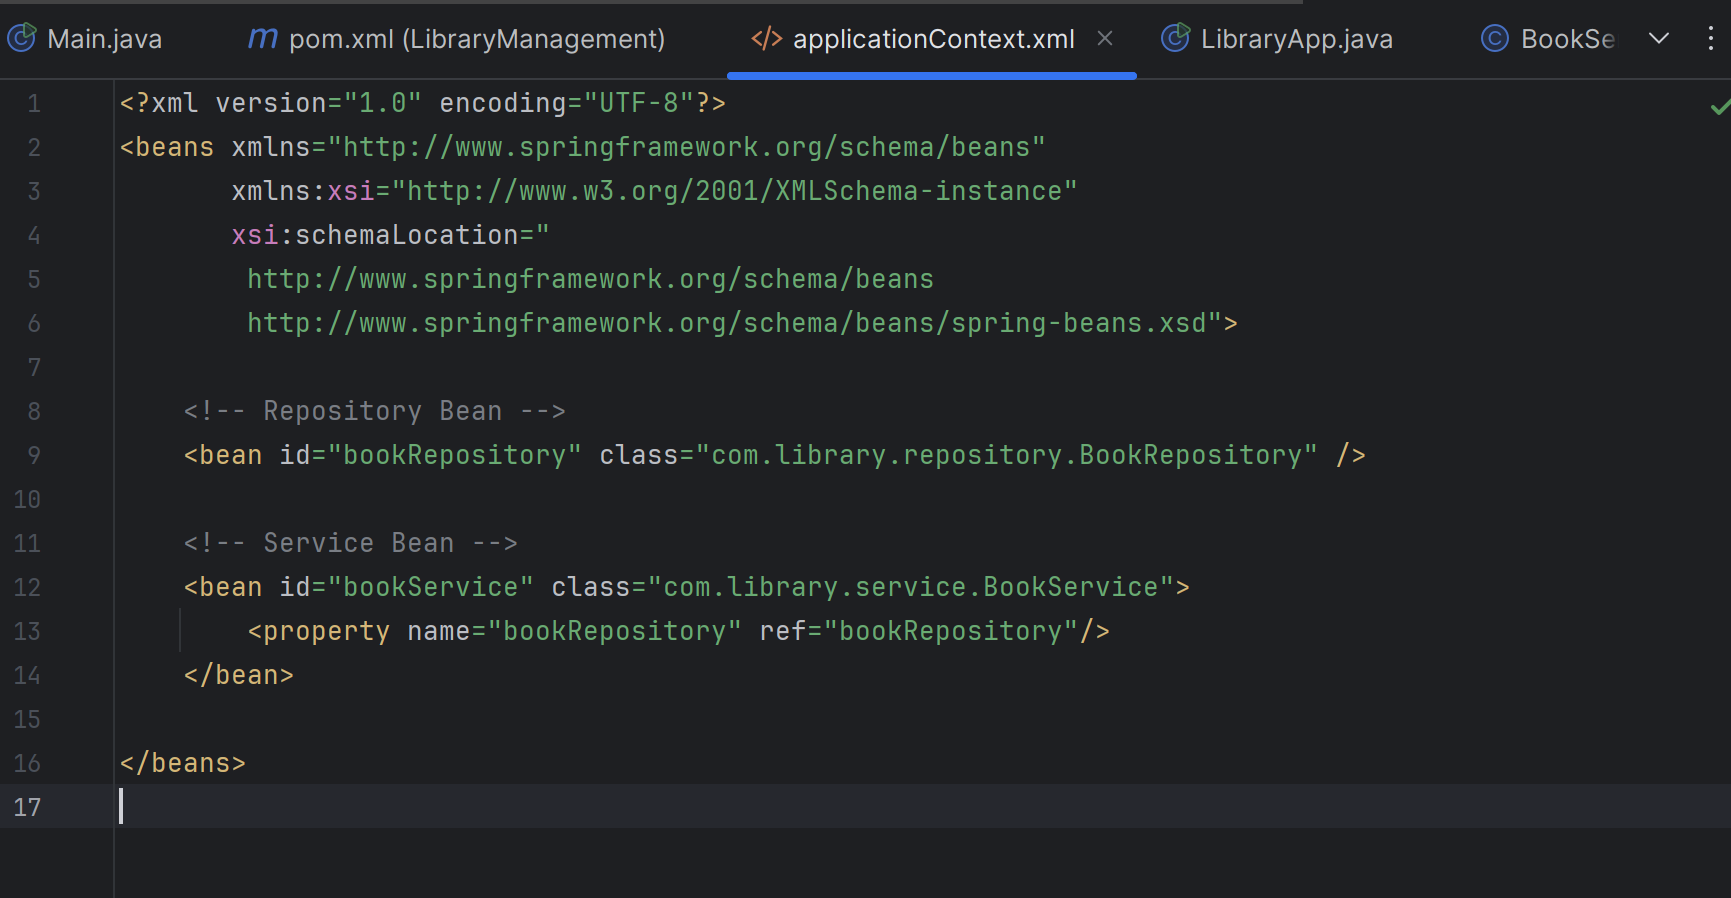 Main.java
m pom.xml (LibraryManagement)
</> applicationContext.xml
LibraryApp.java
BookSe
1 <?xml version="1.0" encoding="UTF-8"?>
2 <beans xmlns="http://www.springframework.org/schema/beans"
3 xmlns:xsi="http://www.w3.org/2001/XMLSchema-instance"
4 xsi:schemaLocation="
5 http://www.springframework.org/schema/beans
6 http://www.springframework.org/schema/beans/spring-beans.xsd">
7
8 <!-- Repository Bean -->
9 <bean id="bookRepository" class="com.library.repository.BookRepository" />
10
11 <!-- Service Bean -->
12 <bean id="bookService" class="com.library.service.BookService">
13 <property name="bookRepository" ref="bookRepository"/>
14 </bean>
15
16 </beans>
17